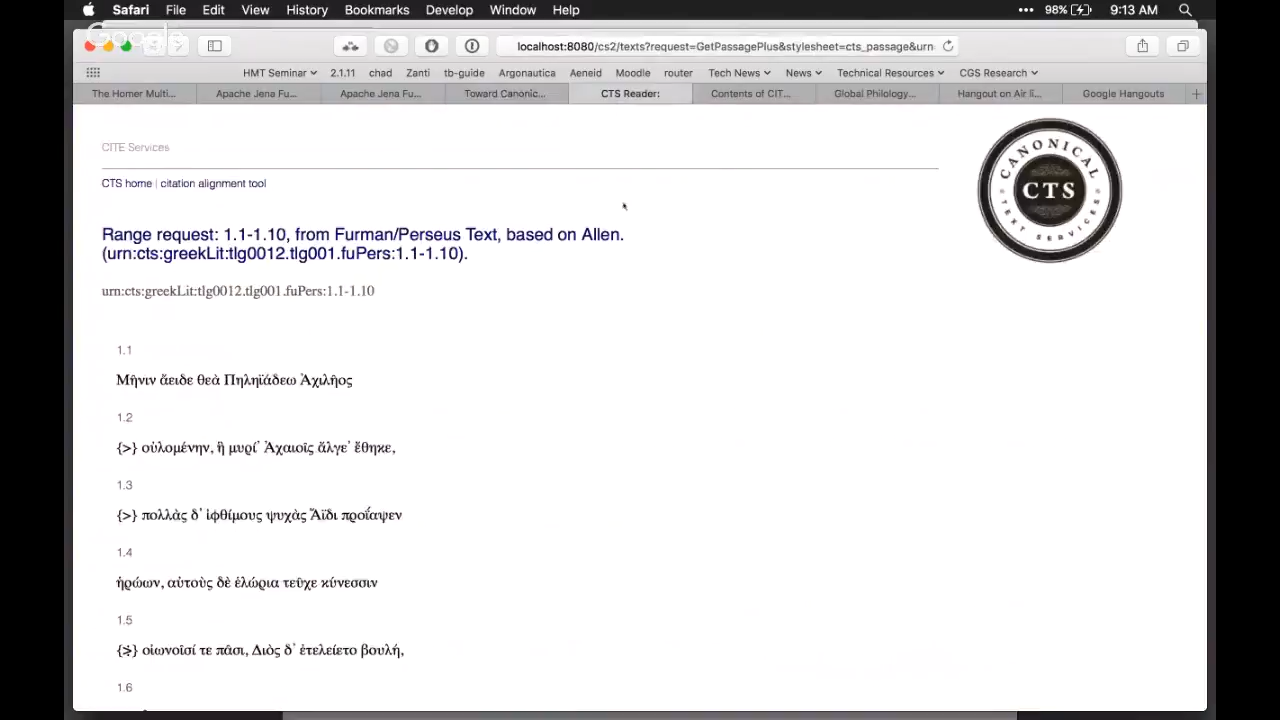 Safari File Edit View History Bookmarks Develop Window Help 98% 9:13 AM
Google
localhost:8080/cs2/texts?request=GetPassagePlus&stylesheet=cts_passage&urn
HMT Seminar 2.1.11 chad Zanti tb-guide Argonautica Aeneid Moodle router Tech News News Technical Resources CGS Research
The Homer Multi... Apache Jena Fu... Apache Jena Fu... Toward Canonic... CTS Reader: Contents of CIT... Global Philology... Hangout on Air li... Google Hangouts
CITE Services
CANONICAL
CTS
TEXT SERVICES
CTS home | citation alignment tool
Range request: 1.1-1.10, from Furman/Perseus Text, based on Allen.
(urn:cts:greekLit:tlg0012.tlg001.fuPers:1.1-1.10).
urn:cts:greekLit:tlg0012.tlg001.fuPers:1.1-1.10
1.1
Μῆνιν ἄειδε θεὰ Πηληϊάδεω Ἀχιλῆος
1.2
{>} οὐλομένην, ἣ μυρί᾽ Ἀχαιοῖς ἄλγε᾽ ἔθηκε,
1.3
{>} πολλὰς δ᾽ ἰφθίμους ψυχὰς Ἄϊδι προΐαψεν
1.4
ἡρώων, αὐτοὺς δὲ ἑλώρια τεῦχε κύνεσσιν
1.5
οἰωνοῖσί τε πᾶσι, Διὸς δ᾽ ἐτελείετο βουλή,
1.6